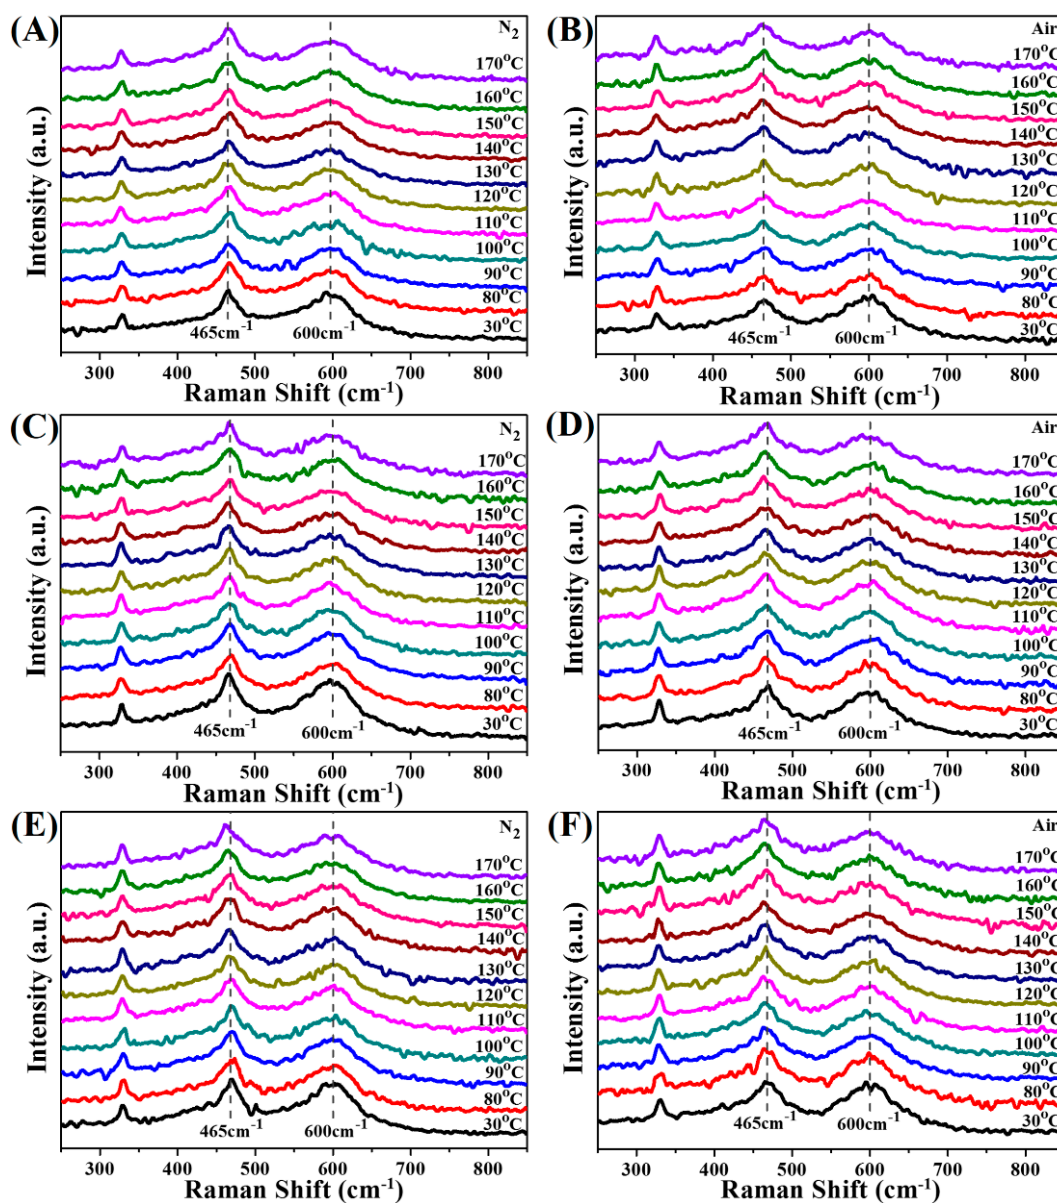 (A)
N2
170°C
160°C
150°C
140°C
130°C
120°C
110°C
100°C
90°C
80°C
30°C
465cm-1
600cm-1
300 400 500 600 700 800
Raman Shift (cm-1)
Intensity (a.u.)
(B)
Air
170°C
160°C
150°C
140°C
130°C
120°C
110°C
100°C
90°C
80°C
30°C
465cm-1
600cm-1
300 400 500 600 700 800
Raman Shift (cm-1)
Intensity (a.u.)
(C)
N2
170°C
160°C
150°C
140°C
130°C
120°C
110°C
100°C
90°C
80°C
30°C
465cm-1
600cm-1
300 400 500 600 700 800
Raman Shift (cm-1)
Intensity (a.u.)
(D)
Air
170°C
160°C
150°C
140°C
130°C
120°C
110°C
100°C
90°C
80°C
30°C
465cm-1
600cm-1
300 400 500 600 700 800
Raman Shift (cm-1)
Intensity (a.u.)
(E)
N2
170°C
160°C
150°C
140°C
130°C
120°C
110°C
100°C
90°C
80°C
30°C
465cm-1
600cm-1
300 400 500 600 700 800
Raman Shift (cm-1)
Intensity (a.u.)
(F)
Air
170°C
160°C
150°C
140°C
130°C
120°C
110°C
100°C
90°C
80°C
30°C
465cm-1
600cm-1
300 400 500 600 700 800
Raman Shift (cm-1)
Intensity (a.u.)